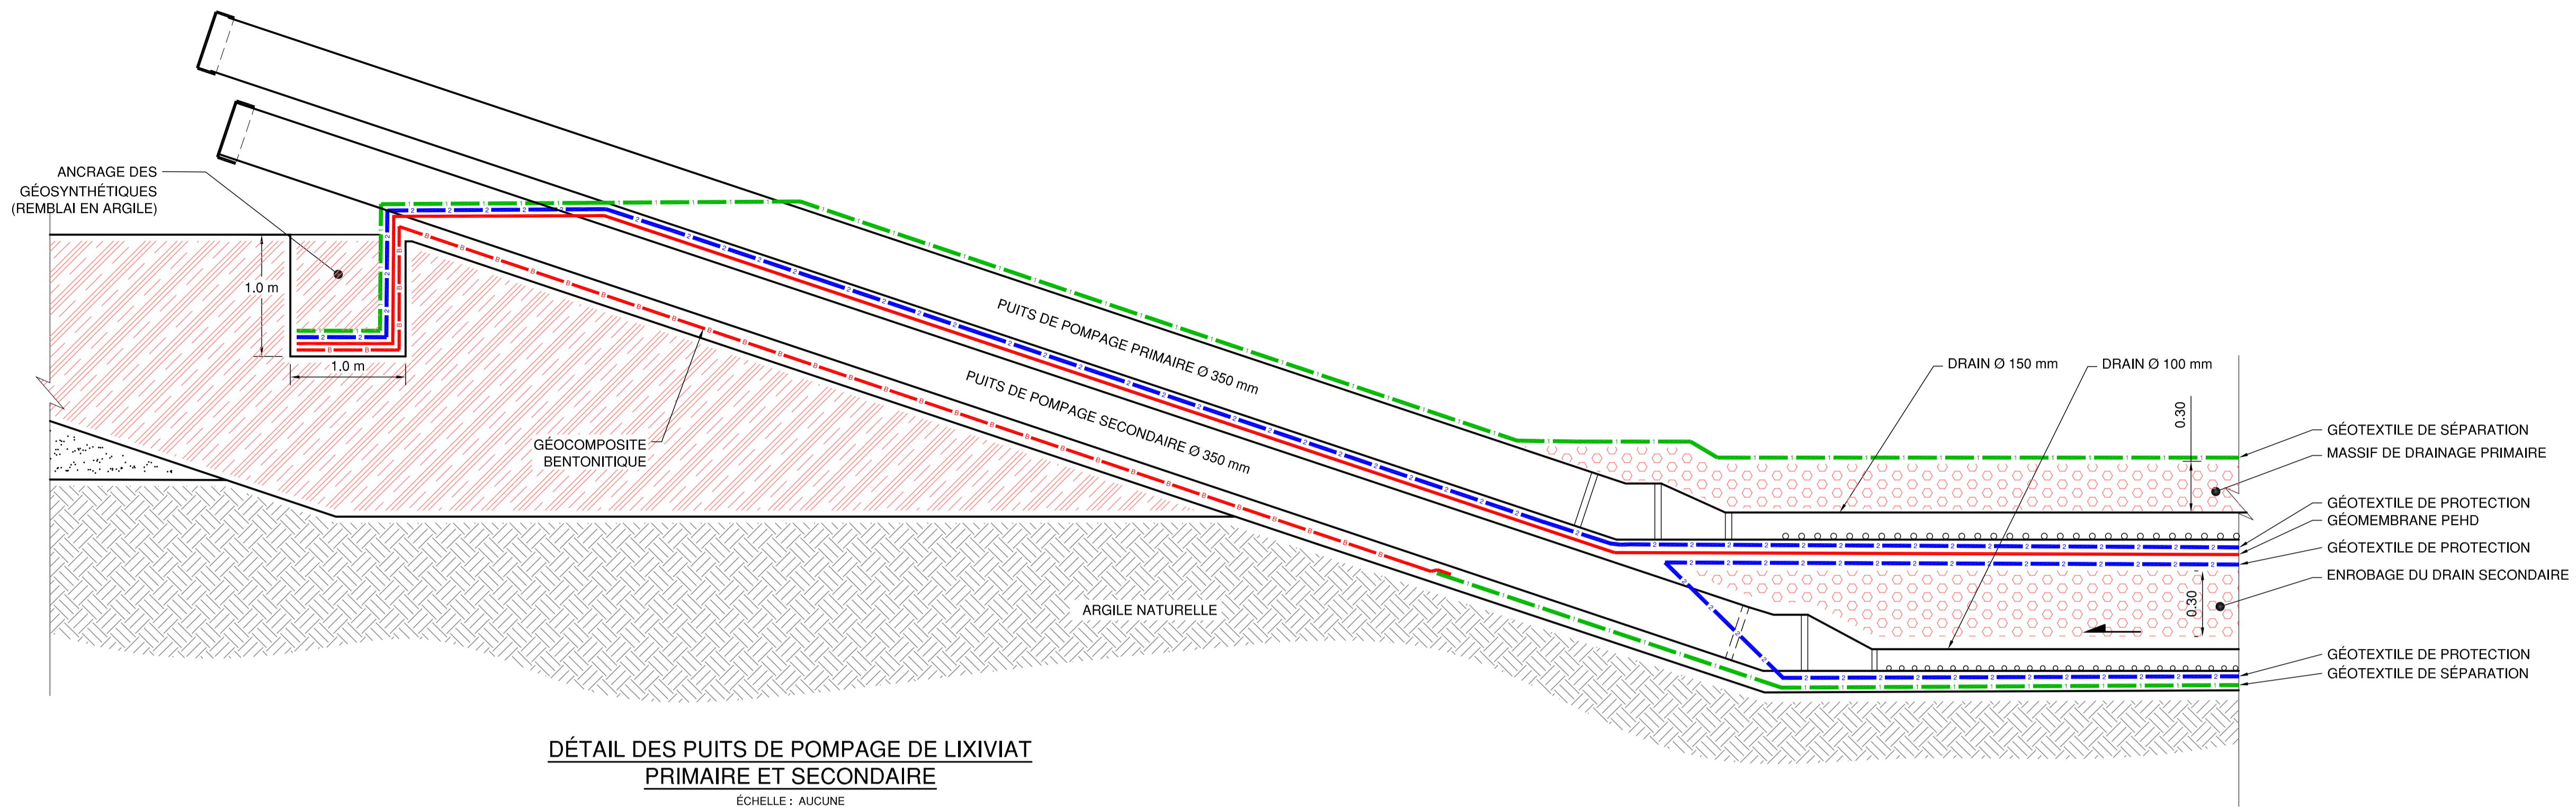 ANCRAGE DES
GÉOSYNTHÉTIQUES
(REMBLAI EN ARGILE)
1.0 m
1.0 m
GÉOCOMPOSITE
BENTONITIQUE
PUITS DE POMPAGE PRIMAIRE Ø 350 mm
PUITS DE POMPAGE SECONDAIRE Ø 350 mm
ARGILE NATURELLE
DRAIN Ø 150 mm
DRAIN Ø 100 mm
0.30
0.30
GÉOTEXTILE DE SÉPARATION
MASSIF DE DRAINAGE PRIMAIRE
GÉOTEXTILE DE PROTECTION
GÉOMEMBRANE PEHD
GÉOTEXTILE DE PROTECTION
ENROBAGE DU DRAIN SECONDAIRE
GÉOTEXTILE DE PROTECTION
GÉOTEXTILE DE SÉPARATION
DÉTAIL DES PUITS DE POMPAGE DE LIXIVIAT
PRIMAIRE ET SECONDAIRE
ÉCHELLE : AUCUNE